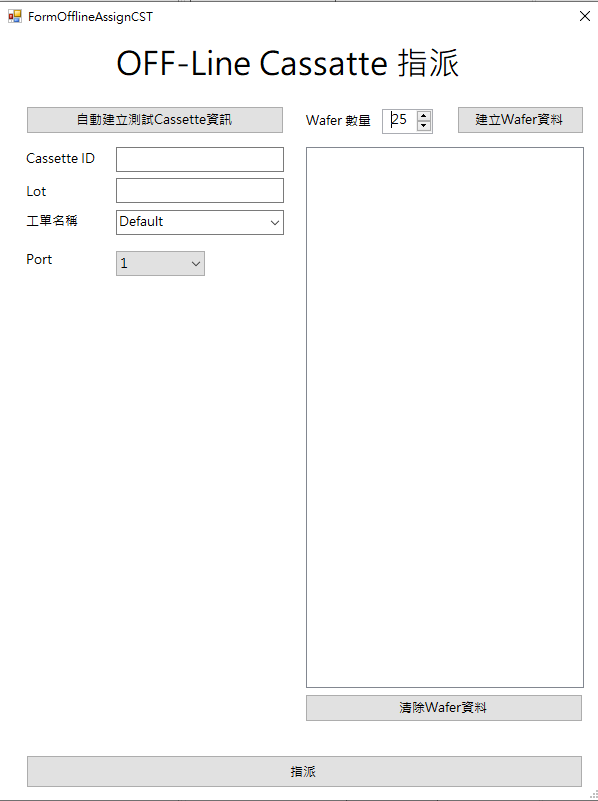 FormOfflineAssignCST
OFF-Line Cassatte 指派
自動建立測試Cassette資訊
Wafer 數量 25 建立Wafer資料
Cassette ID
Lot
工單名稱 Default
Port 1
清除Wafer資料
指派